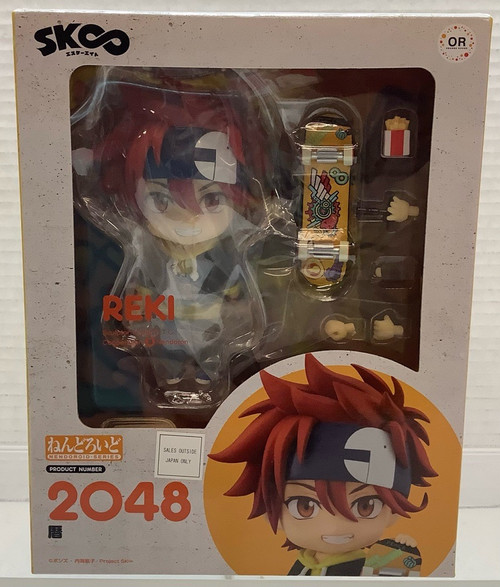 SK∞
エスケーエイト
OR
REKI
ねんどろいど
NENDOROID-SERIES
PRODUCT NUMBER
2048
暦
SALES OUTSIDE
JAPAN ONLY